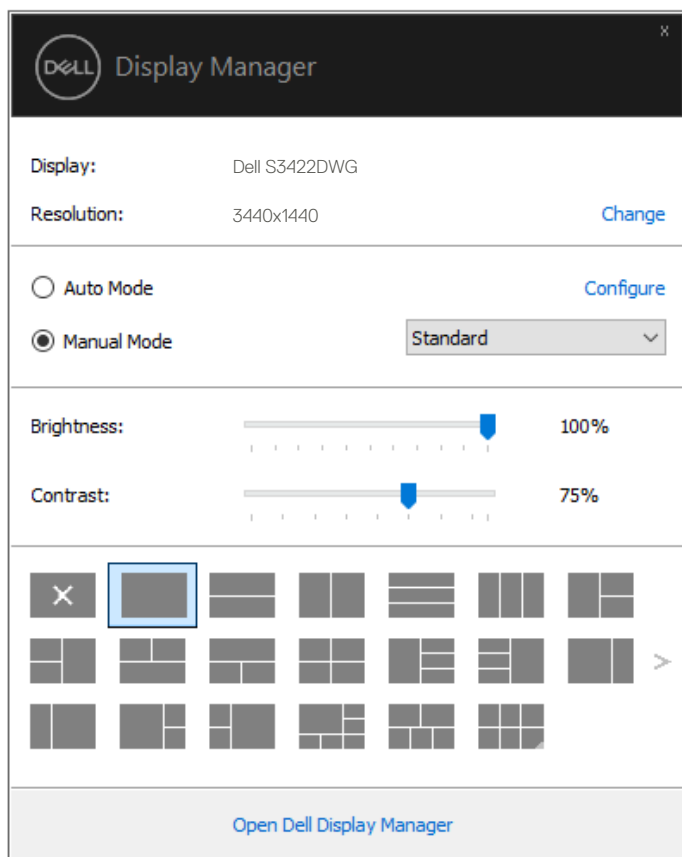 x
DELL Display Manager
Display: Dell S3422DWG
Resolution: 3440x1440 Change
Auto Mode Configure
Manual Mode Standard
Brightness: 100%
Contrast: 75%
Open Dell Display Manager